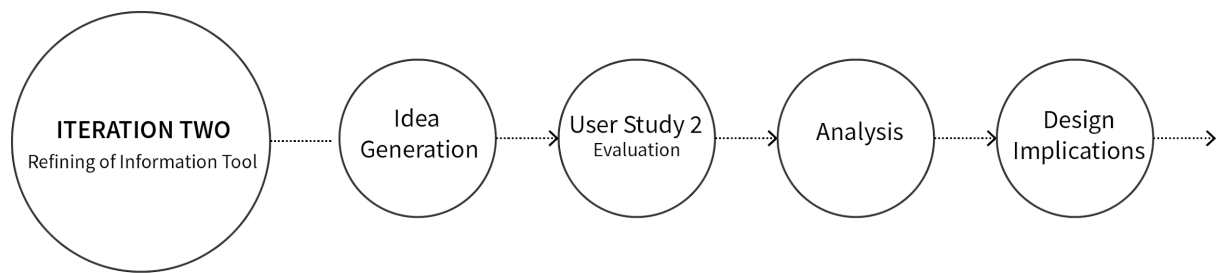 ITERATION TWO
Refining of Information Tool
Idea
Generation
User Study 2
Evaluation
Analysis
Design
Implications